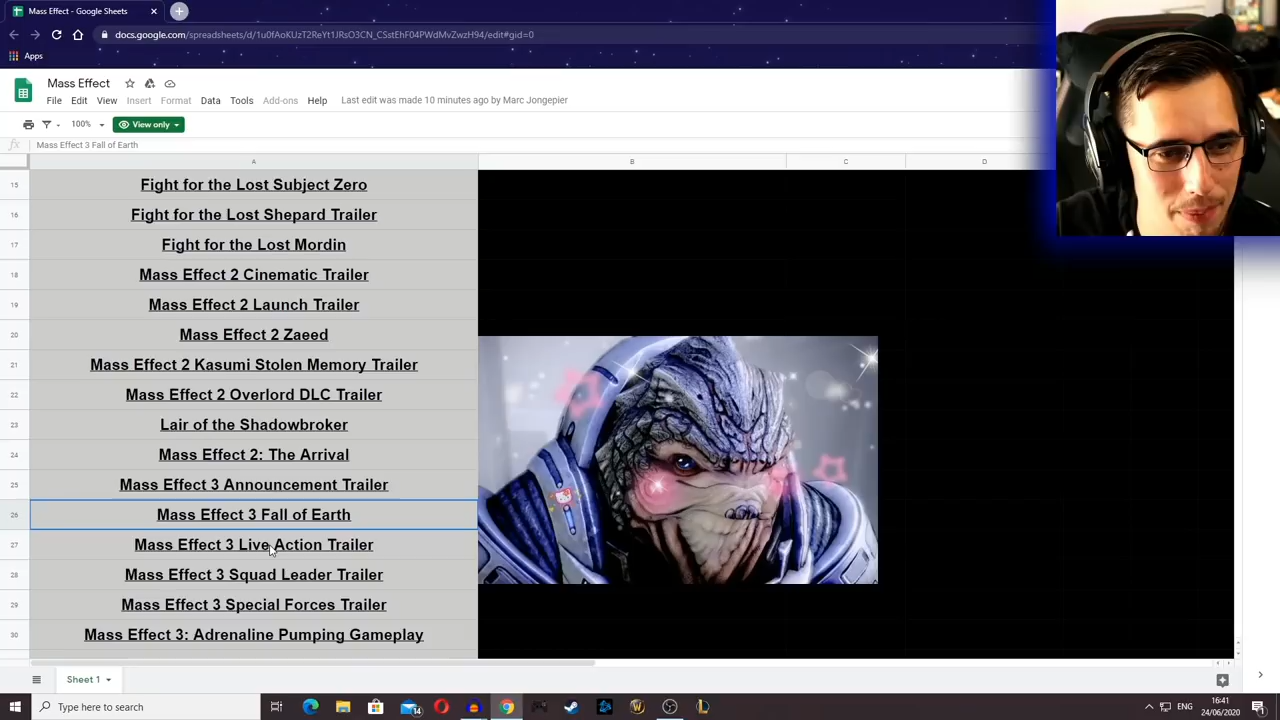 Mass Effect
docs.google.com/spreadsheets/d/1u0fAoKUzT2ReYt1JRsO3CN_CSstEhF04PWdMvZwzH94/edit#gid=0
Apps
Mass Effect
File Edit View Insert Format Data Tools Add-ons Help Last edit was made 10 minutes ago by Marc Jongepier
100% View only
fx Mass Effect 3 Fall of Earth
A B C D
15 Fight for the Lost Subject Zero
16 Fight for the Lost Shepard Trailer
17 Fight for the Lost Mordin
18 Mass Effect 2 Cinematic Trailer
19 Mass Effect 2 Launch Trailer
20 Mass Effect 2 Zaeed
21 Mass Effect 2 Kasumi Stolen Memory Trailer
22 Mass Effect 2 Overlord DLC Trailer
23 Lair of the Shadowbroker
24 Mass Effect 2: The Arrival
25 Mass Effect 3 Announcement Trailer
26 Mass Effect 3 Fall of Earth
27 Mass Effect 3 Live Action Trailer
28 Mass Effect 3 Squad Leader Trailer
29 Mass Effect 3 Special Forces Trailer
30 Mass Effect 3: Adrenaline Pumping Gameplay
Sheet 1
Type here to search
14
ENG
16:41
24/06/2020
1